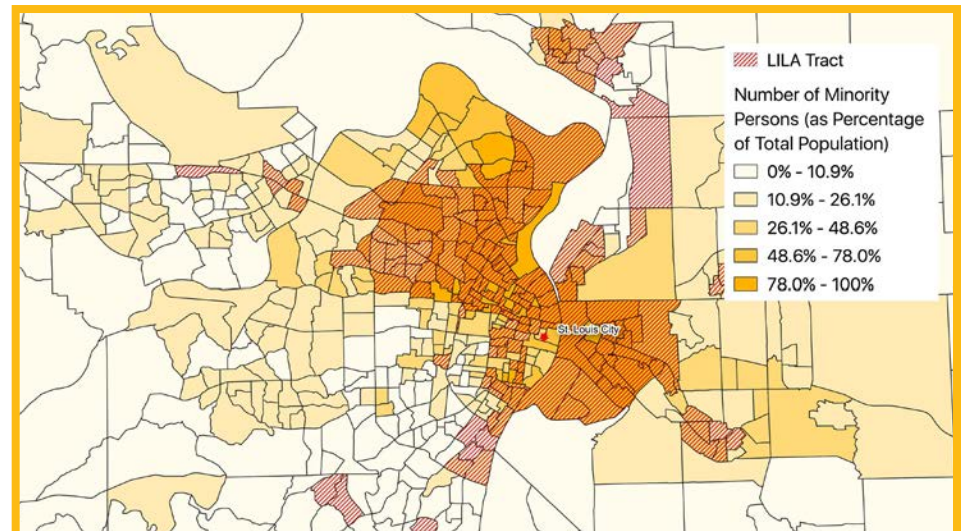 LILA Tract
Number of Minority
Persons (as Percentage
of Total Population)
0% - 10.9%
10.9% - 26.1%
26.1% - 48.6%
48.6% - 78.0%
78.0% - 100%
St. Louis City